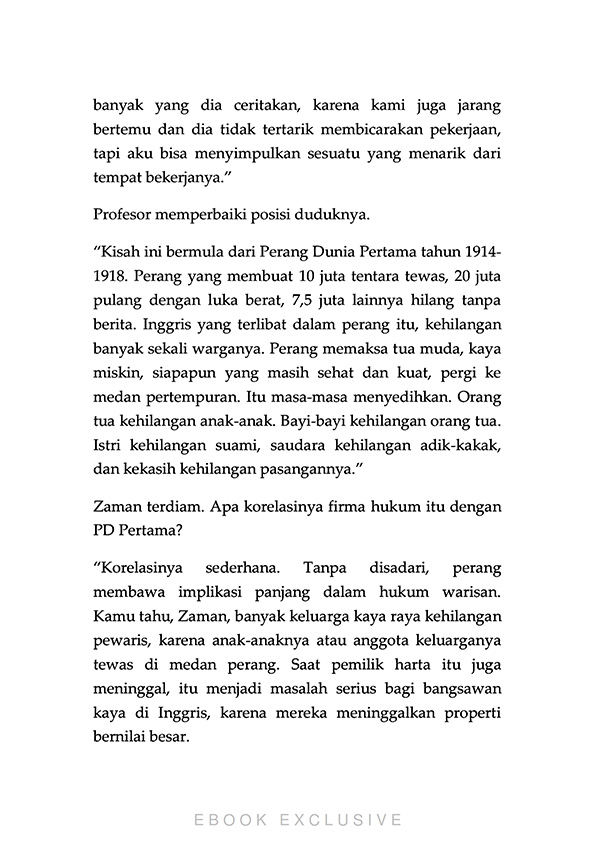 banyak yang dia ceritakan, karena kami juga jarang
bertemu dan dia tidak tertarik membicarakan pekerjaan,
tapi aku bisa menyimpulkan sesuatu yang menarik dari
tempat bekerjanya.”
Profesor memperbaiki posisi duduknya.
“Kisah ini bermula dari Perang Dunia Pertama tahun 1914-
1918. Perang yang membuat 10 juta tentara tewas, 20 juta
pulang dengan luka berat, 7,5 juta lainnya hilang tanpa
berita. Inggris yang terlibat dalam perang itu, kehilangan
banyak sekali warganya. Perang memaksa tua muda, kaya
miskin, siapapun yang masih sehat dan kuat, pergi ke
medan pertempuran. Itu masa-masa menyedihkan. Orang
tua kehilangan anak-anak. Bayi-bayi kehilangan orang tua.
Istri kehilangan suami, saudara kehilangan adik-kakak,
dan kekasih kehilangan pasangannya.”
Zaman terdiam. Apa korelasinya firma hukum itu dengan
PD Pertama?
“Korelasinya sederhana. Tanpa disadari, perang
membawa implikasi panjang dalam hukum warisan.
Kamu tahu, Zaman, banyak keluarga kaya raya kehilangan
pewaris, karena anak-anaknya atau anggota keluarganya
tewas di medan perang. Saat pemilik harta itu juga
meninggal, itu menjadi masalah serius bagi bangsawan
kaya di Inggris, karena mereka meninggalkan properti
bernilai besar.
EBOOK EXCLUSIVE